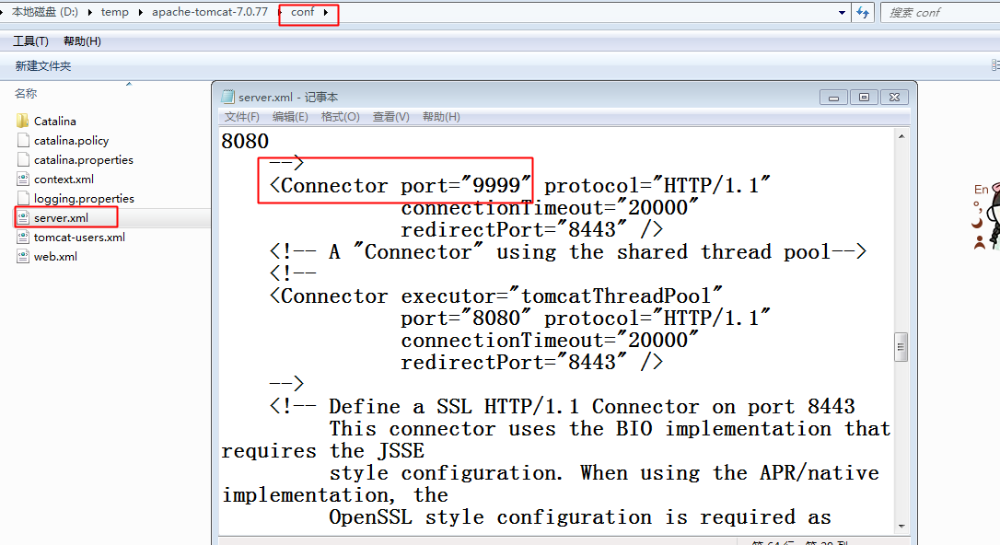 本地磁盘 (D:) temp apache-tomcat-7.0.77 conf 搜索 conf
工具(T) 帮助(H)
新建文件夹
名称
Catalina
catalina.policy
catalina.properties
context.xml
logging.properties
server.xml
tomcat-users.xml
web.xml
server.xml - 记事本
文件(F) 编辑(E) 格式(O) 查看(V) 帮助(H)
8080
-->
<Connector port="9999" protocol="HTTP/1.1"
connectionTimeout="20000"
redirectPort="8443" />
<!-- A "Connector" using the shared thread pool-->
<!--
<Connector executor="tomcatThreadPool"
port="8080" protocol="HTTP/1.1"
connectionTimeout="20000"
redirectPort="8443" />
-->
<!-- Define a SSL HTTP/1.1 Connector on port 8443
This connector uses the BIO implementation that
requires the JSSE
style configuration. When using the APR/native
implementation, the
OpenSSL style configuration is required as
En